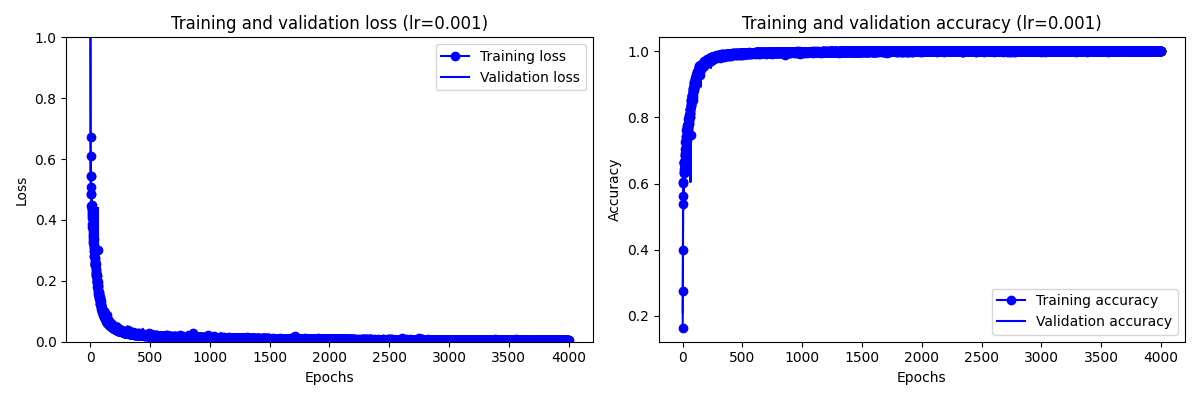 Training and validation loss (lr=0.001)
Training loss
Validation loss
Loss
1.0
0.8
0.6
0.4
0.2
0.0
0 500 1000 1500 2000 2500 3000 3500 4000
Epochs
Training and validation accuracy (lr=0.001)
Training accuracy
Validation accuracy
Accuracy
1.0
0.8
0.6
0.4
0.2
0 500 1000 1500 2000 2500 3000 3500 4000
Epochs